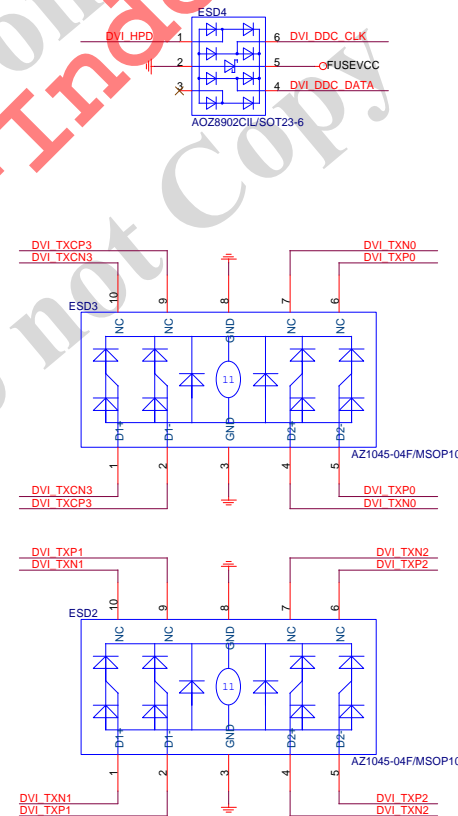 ESD4
DVI_HPD 1 6 DVI_DDC_CLK
2 5 FUSEVCC
3 4 DVI_DDC_DATA
AOZ8902CIL/SOT23-6
not Copy
DVI_TXCP3 DVI_TXN0
DVI_TXCN3 DVI_TXP0
10 9 8 7 6
ESD3
NC NC GND NC NC
11
D1+ D1- GND D2+ D2-
AZ1045-04F/MSOP10
1 2 3 4 5
DVI_TXCN3 DVI_TXP0
DVI_TXCP3 DVI_TXN0
DVI_TXP1 DVI_TXN2
DVI_TXN1 DVI_TXP2
10 9 8 7 6
ESD2
NC NC GND NC NC
11
D1+ D1- GND D2+ D2-
AZ1045-04F/MSOP10
1 2 3 4 5
DVI_TXN1 DVI_TXP2
DVI_TXP1 DVI_TXN2